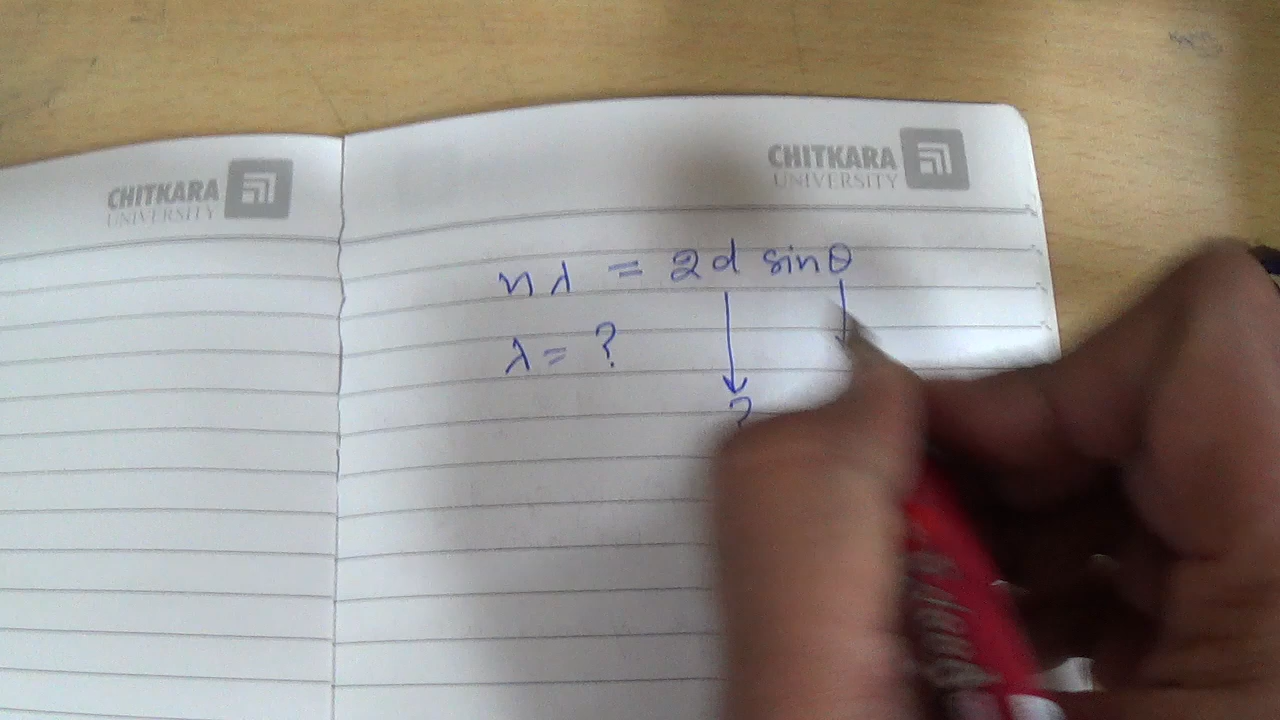 CHITKARA
UNIVERSITY
CHITKARA
UNIVERSITY
nλ = 2d sinθ
λ = ?
?